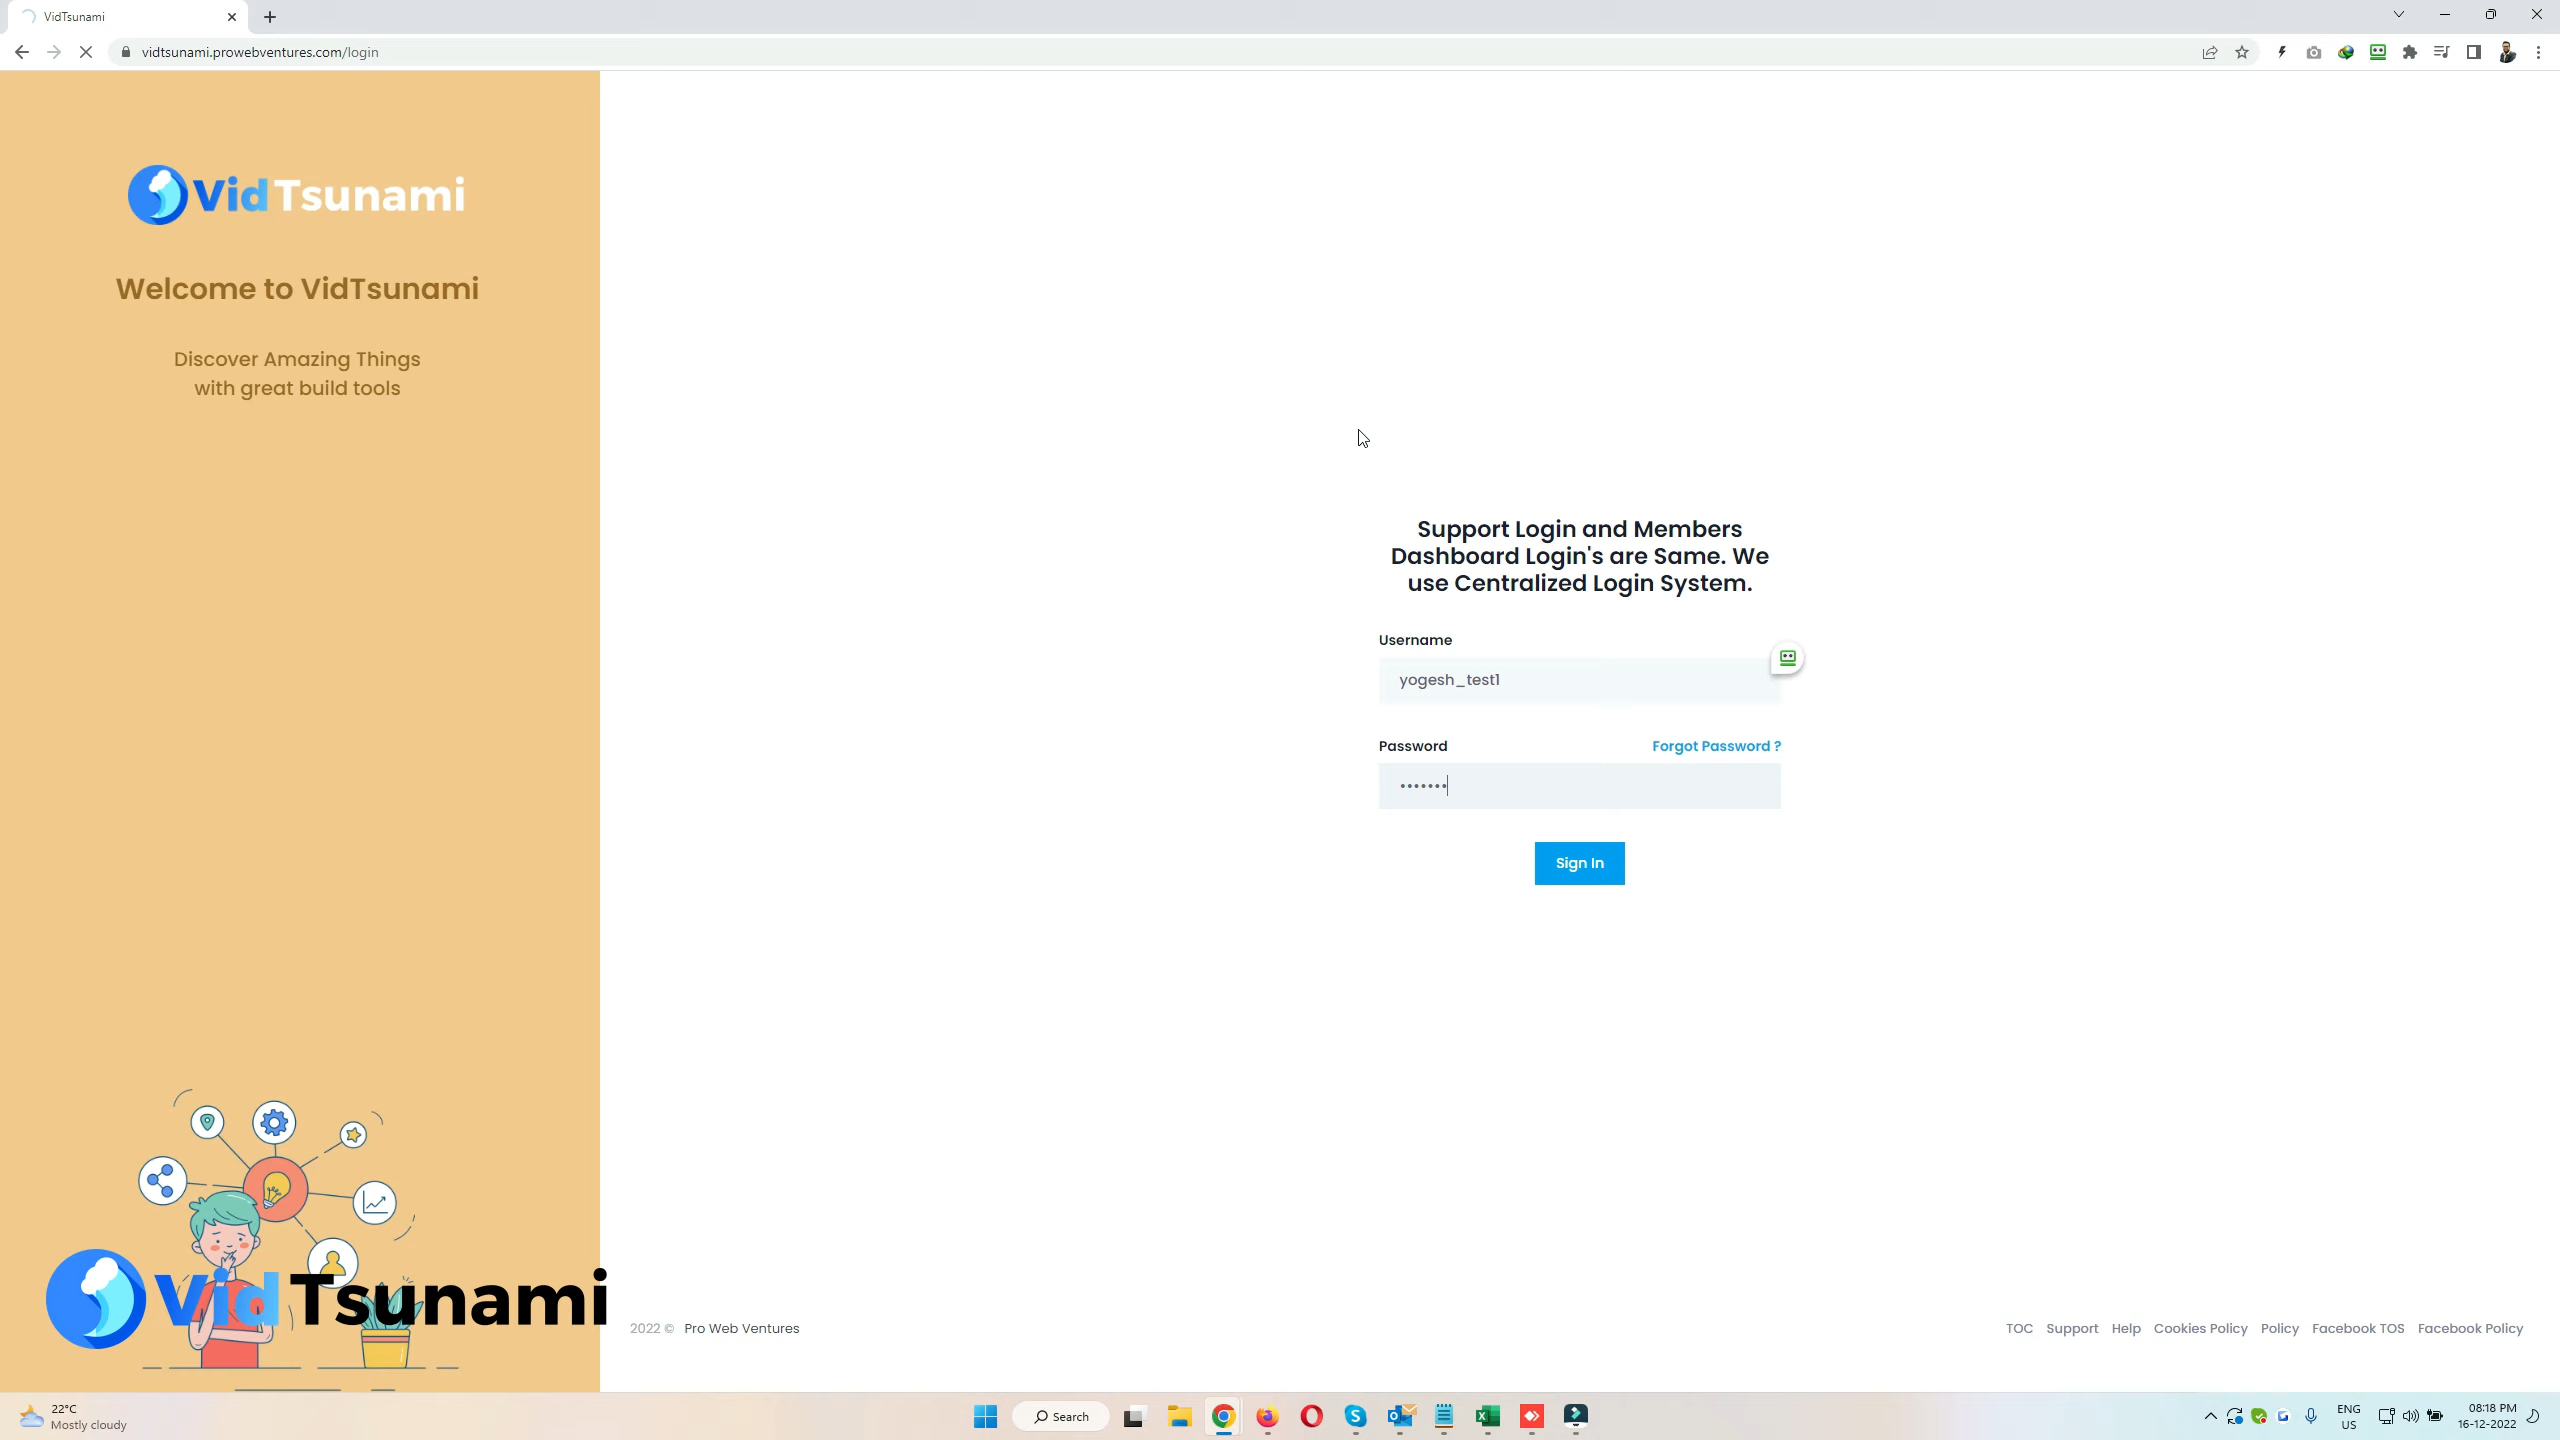 VidTsunami
vidtsunami.prowebventures.com/login
VidTsunami
Welcome to VidTsunami
Discover Amazing Things
with great build tools
Support Login and Members
Dashboard Login's are Same. We
use Centralized Login System.
Username
yogesh_test1
Password
Forgot Password ?
Sign In
VidTsunami
2022 © Pro Web Ventures
TOC Support Help Cookies Policy Policy Facebook TOS Facebook Policy
22°C
Mostly cloudy
Search
ENG
US
08:18 PM
16-12-2022